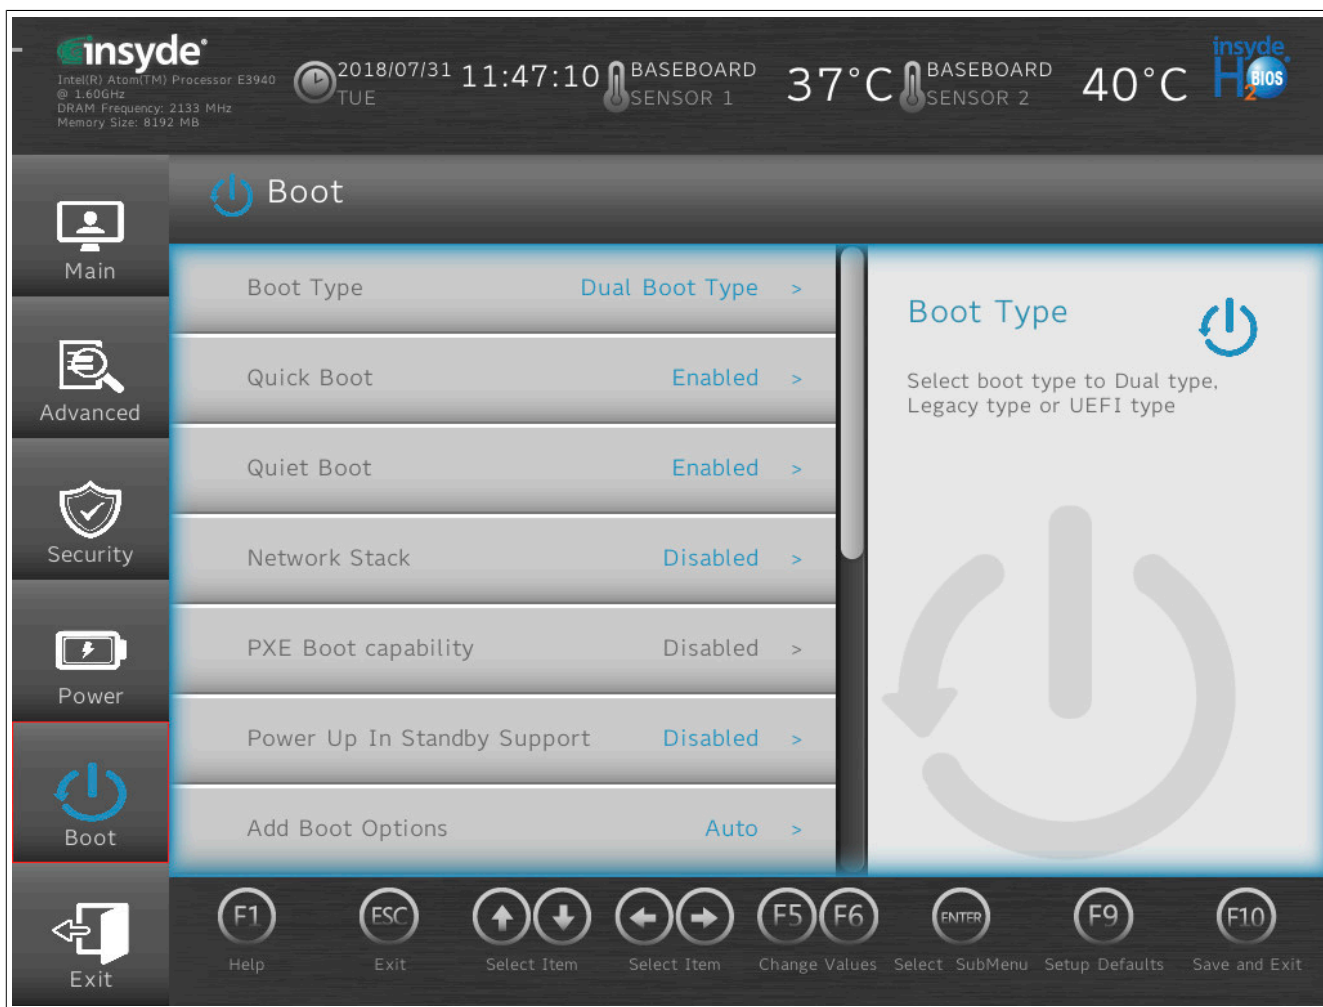 insyde
Intel(R) Atom(TM) Processor E3940
@ 1.60GHz
DRAM Frequency: 2133 MHz
Memory Size: 8192 MB
2018/07/31
TUE
11:47:10
BASEBOARD
SENSOR 1
37°C
BASEBOARD
SENSOR 2
40°C
insyde
H2 BIOS
Main
Advanced
Security
Power
Boot
Exit
Boot
Boot Type Dual Boot Type >
Quick Boot Enabled >
Quiet Boot Enabled >
Network Stack Disabled >
PXE Boot capability Disabled >
Power Up In Standby Support Disabled >
Add Boot Options Auto >
Boot Type
Select boot type to Dual type,
Legacy type or UEFI type
F1 ESC F5 F6 ENTER F9 F10
Help Exit Select Item Select Item Change Values Select SubMenu Setup Defaults Save and Exit